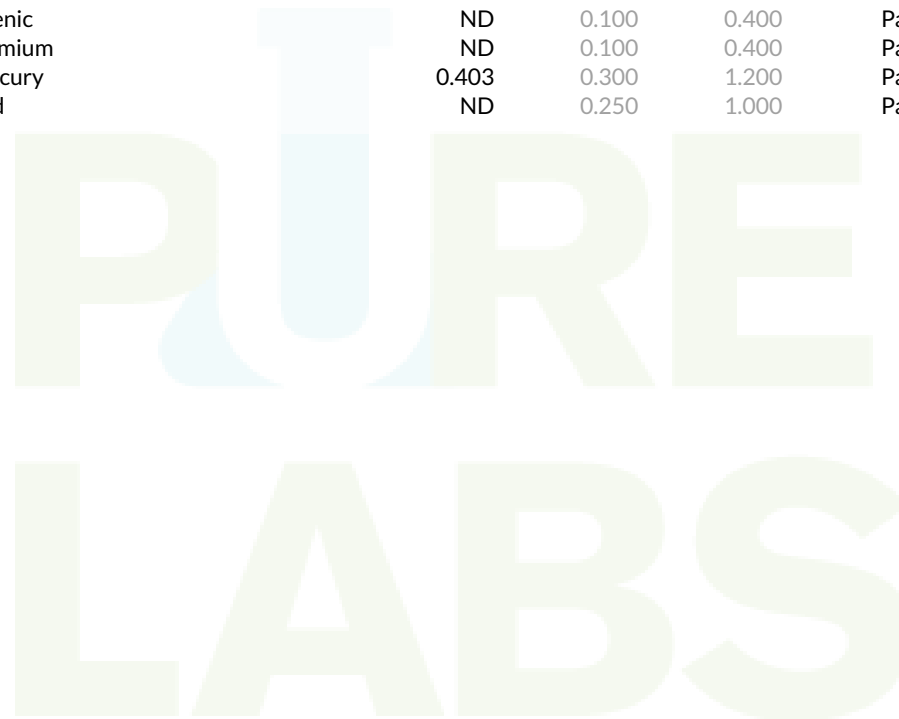 enic ND 0.100 0.400 Pa
mium ND 0.100 0.400 Pa
cury 0.403 0.300 1.200 Pa
d ND 0.250 1.000 Pa
PURE
LABS